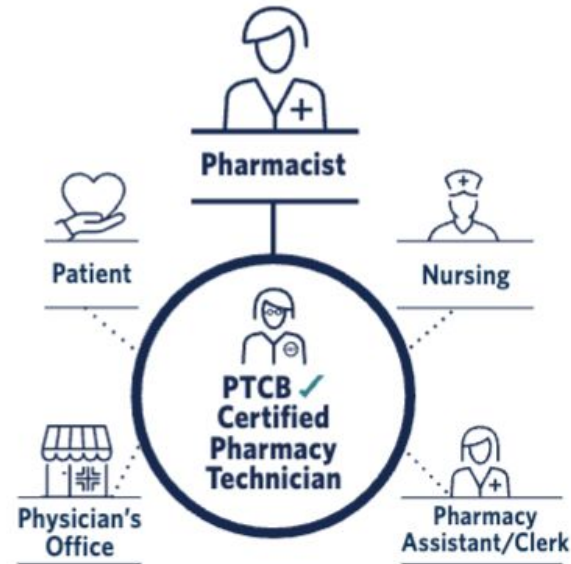 Pharmacist
Patient
Nursing
PTCB ✓
Certified
Pharmacy
Technician
Physician's
Office
Pharmacy
Assistant/Clerk